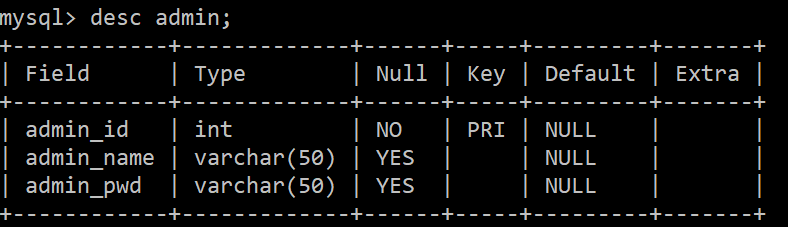 mysql> desc admin;
+------------+-------------+------+-----+---------+-------+
| Field      | Type        | Null | Key | Default | Extra |
+------------+-------------+------+-----+---------+-------+
| admin_id   | int         | NO   | PRI | NULL    |       |
| admin_name | varchar(50) | YES  |     | NULL    |       |
| admin_pwd  | varchar(50) | YES  |     | NULL    |       |
+------------+-------------+------+-----+---------+-------+